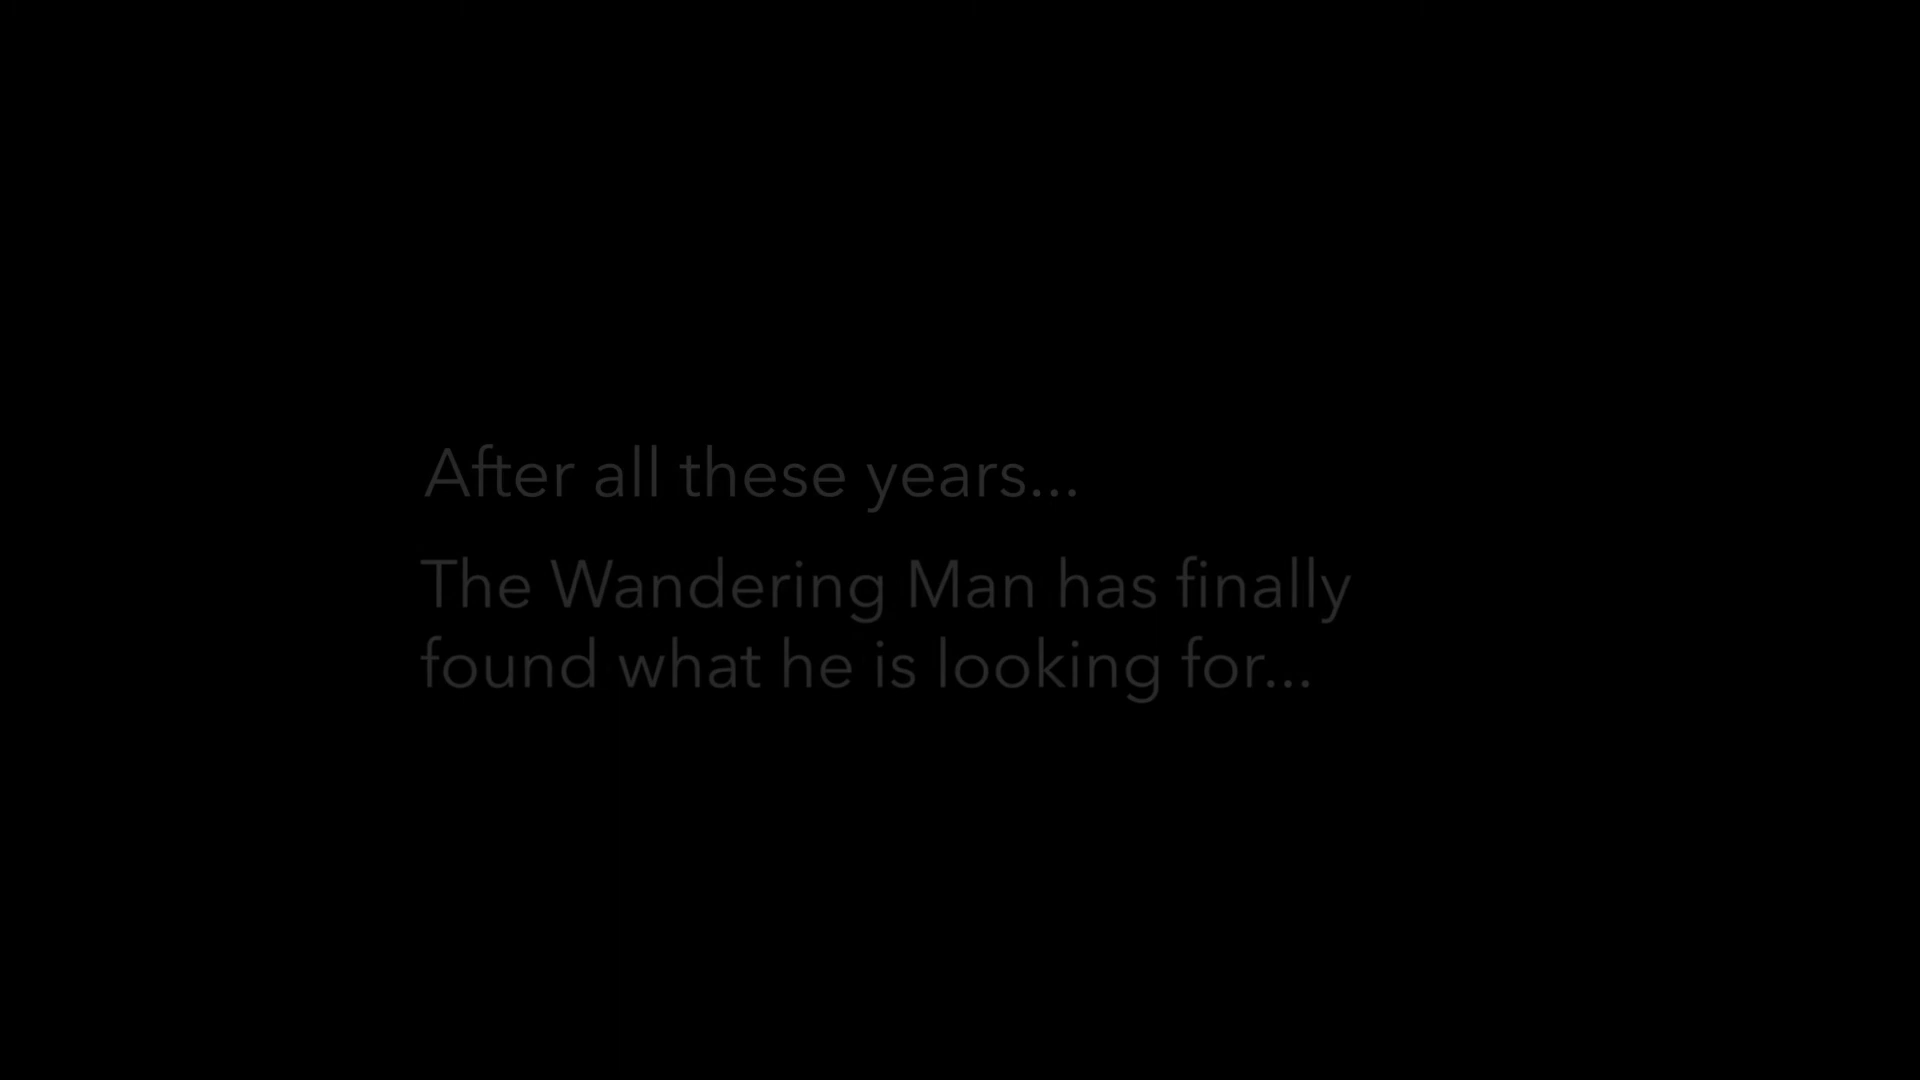 After all these years...
The Wandering Man has finally
found what he is looking for...